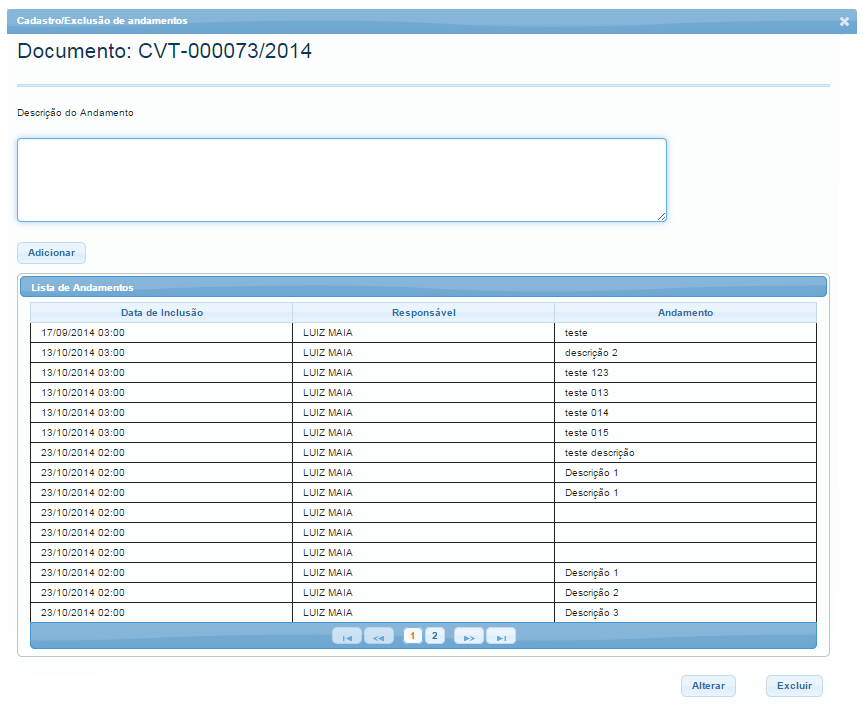 Cadastro/Exclusão de andamentos
Documento: CVT-000073/2014
Descrição do Andamento
Adicionar
Lista de Andamentos
Data de Inclusão Responsável Andamento
17/09/2014 03:00 LUIZ MAIA teste
13/10/2014 03:00 LUIZ MAIA descrição 2
13/10/2014 03:00 LUIZ MAIA teste 123
13/10/2014 03:00 LUIZ MAIA teste 013
13/10/2014 03:00 LUIZ MAIA teste 014
13/10/2014 03:00 LUIZ MAIA teste 015
23/10/2014 02:00 LUIZ MAIA teste descrição
23/10/2014 02:00 LUIZ MAIA Descrição 1
23/10/2014 02:00 LUIZ MAIA Descrição 1
23/10/2014 02:00 LUIZ MAIA
23/10/2014 02:00 LUIZ MAIA
23/10/2014 02:00 LUIZ MAIA
23/10/2014 02:00 LUIZ MAIA Descrição 1
23/10/2014 02:00 LUIZ MAIA Descrição 2
23/10/2014 02:00 LUIZ MAIA Descrição 3
1 2
Alterar Excluir